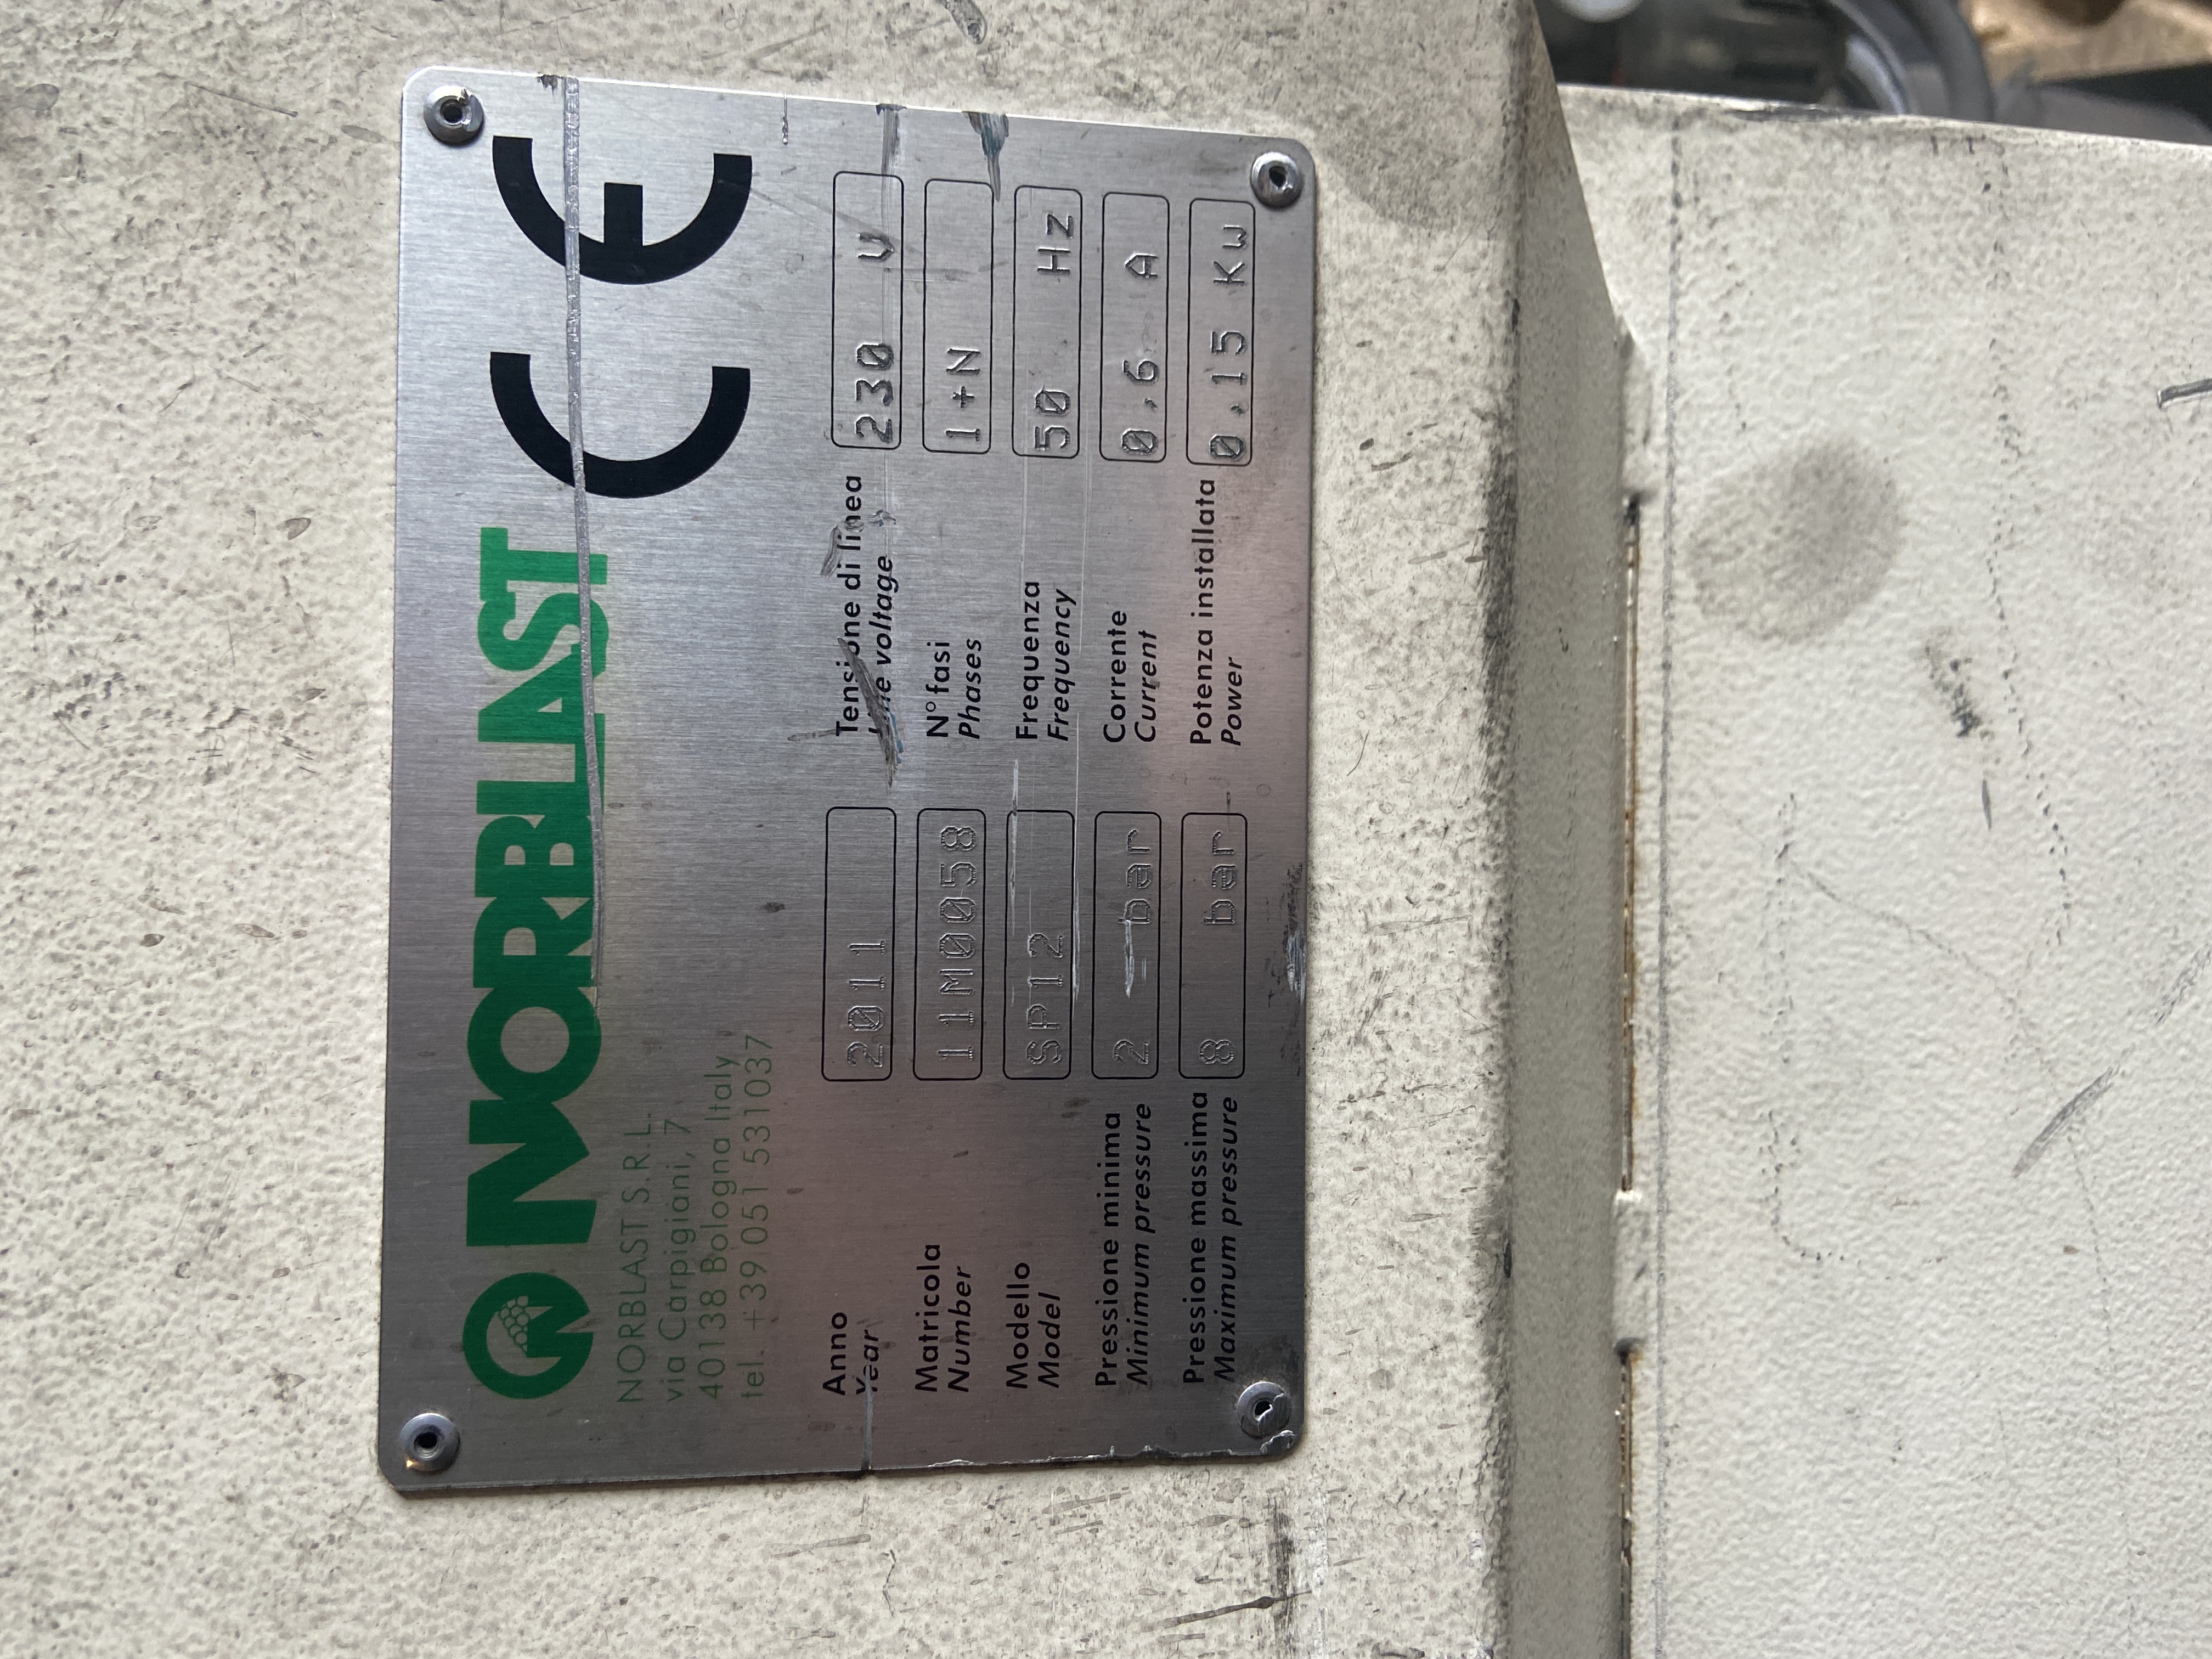 NORBLAST
NORBLAST S.R.L.
via Carpigiani, 7
40138 Bologna Italy
tel. +39 051 531037
CE
Anno
Year
2011
Matricola
Number
11M0058
Modello
Model
SP12
Pressione minima
Minimum pressure
2 bar
Pressione massima
Maximum pressure
8 bar
Tensione di linea
Line voltage
230 V
N° fasi
Phases
1+N
Frequenza
Frequency
50 Hz
Corrente
Current
0,6 A
Potenza installata
Power
0,15 Kw